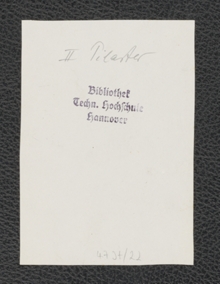 II Pilaster
Bibliothek
Techn. Hochschule
Hannover